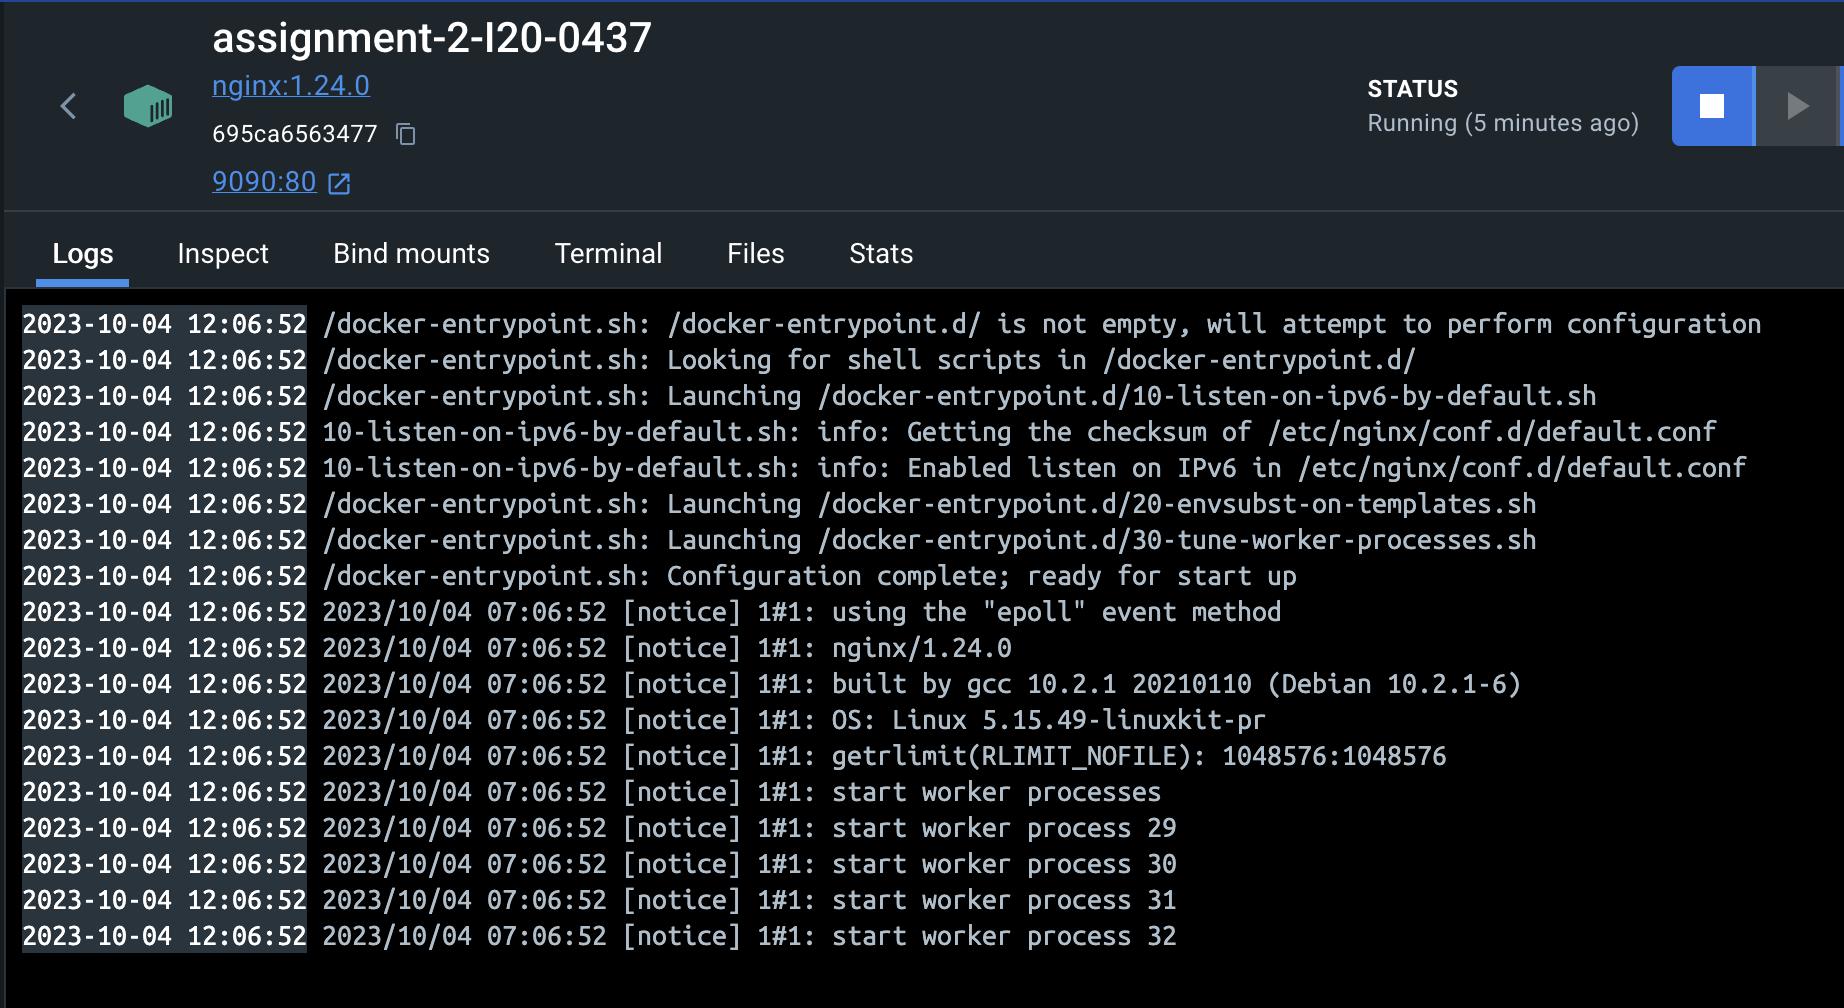 assignment-2-I20-0437
nginx:1.24.0
695ca6563477
9090:80
STATUS
Running (5 minutes ago)
Logs Inspect Bind mounts Terminal Files Stats
2023-10-04 12:06:52 /docker-entrypoint.sh: /docker-entrypoint.d/ is not empty, will attempt to perform configuration
2023-10-04 12:06:52 /docker-entrypoint.sh: Looking for shell scripts in /docker-entrypoint.d/
2023-10-04 12:06:52 /docker-entrypoint.sh: Launching /docker-entrypoint.d/10-listen-on-ipv6-by-default.sh
2023-10-04 12:06:52 10-listen-on-ipv6-by-default.sh: info: Getting the checksum of /etc/nginx/conf.d/default.conf
2023-10-04 12:06:52 10-listen-on-ipv6-by-default.sh: info: Enabled listen on IPv6 in /etc/nginx/conf.d/default.conf
2023-10-04 12:06:52 /docker-entrypoint.sh: Launching /docker-entrypoint.d/20-envsubst-on-templates.sh
2023-10-04 12:06:52 /docker-entrypoint.sh: Launching /docker-entrypoint.d/30-tune-worker-processes.sh
2023-10-04 12:06:52 /docker-entrypoint.sh: Configuration complete; ready for start up
2023-10-04 12:06:52 2023/10/04 07:06:52 [notice] 1#1: using the "epoll" event method
2023-10-04 12:06:52 2023/10/04 07:06:52 [notice] 1#1: nginx/1.24.0
2023-10-04 12:06:52 2023/10/04 07:06:52 [notice] 1#1: built by gcc 10.2.1 20210110 (Debian 10.2.1-6)
2023-10-04 12:06:52 2023/10/04 07:06:52 [notice] 1#1: OS: Linux 5.15.49-linuxkit-pr
2023-10-04 12:06:52 2023/10/04 07:06:52 [notice] 1#1: getrlimit(RLIMIT_NOFILE): 1048576:1048576
2023-10-04 12:06:52 2023/10/04 07:06:52 [notice] 1#1: start worker processes
2023-10-04 12:06:52 2023/10/04 07:06:52 [notice] 1#1: start worker process 29
2023-10-04 12:06:52 2023/10/04 07:06:52 [notice] 1#1: start worker process 30
2023-10-04 12:06:52 2023/10/04 07:06:52 [notice] 1#1: start worker process 31
2023-10-04 12:06:52 2023/10/04 07:06:52 [notice] 1#1: start worker process 32